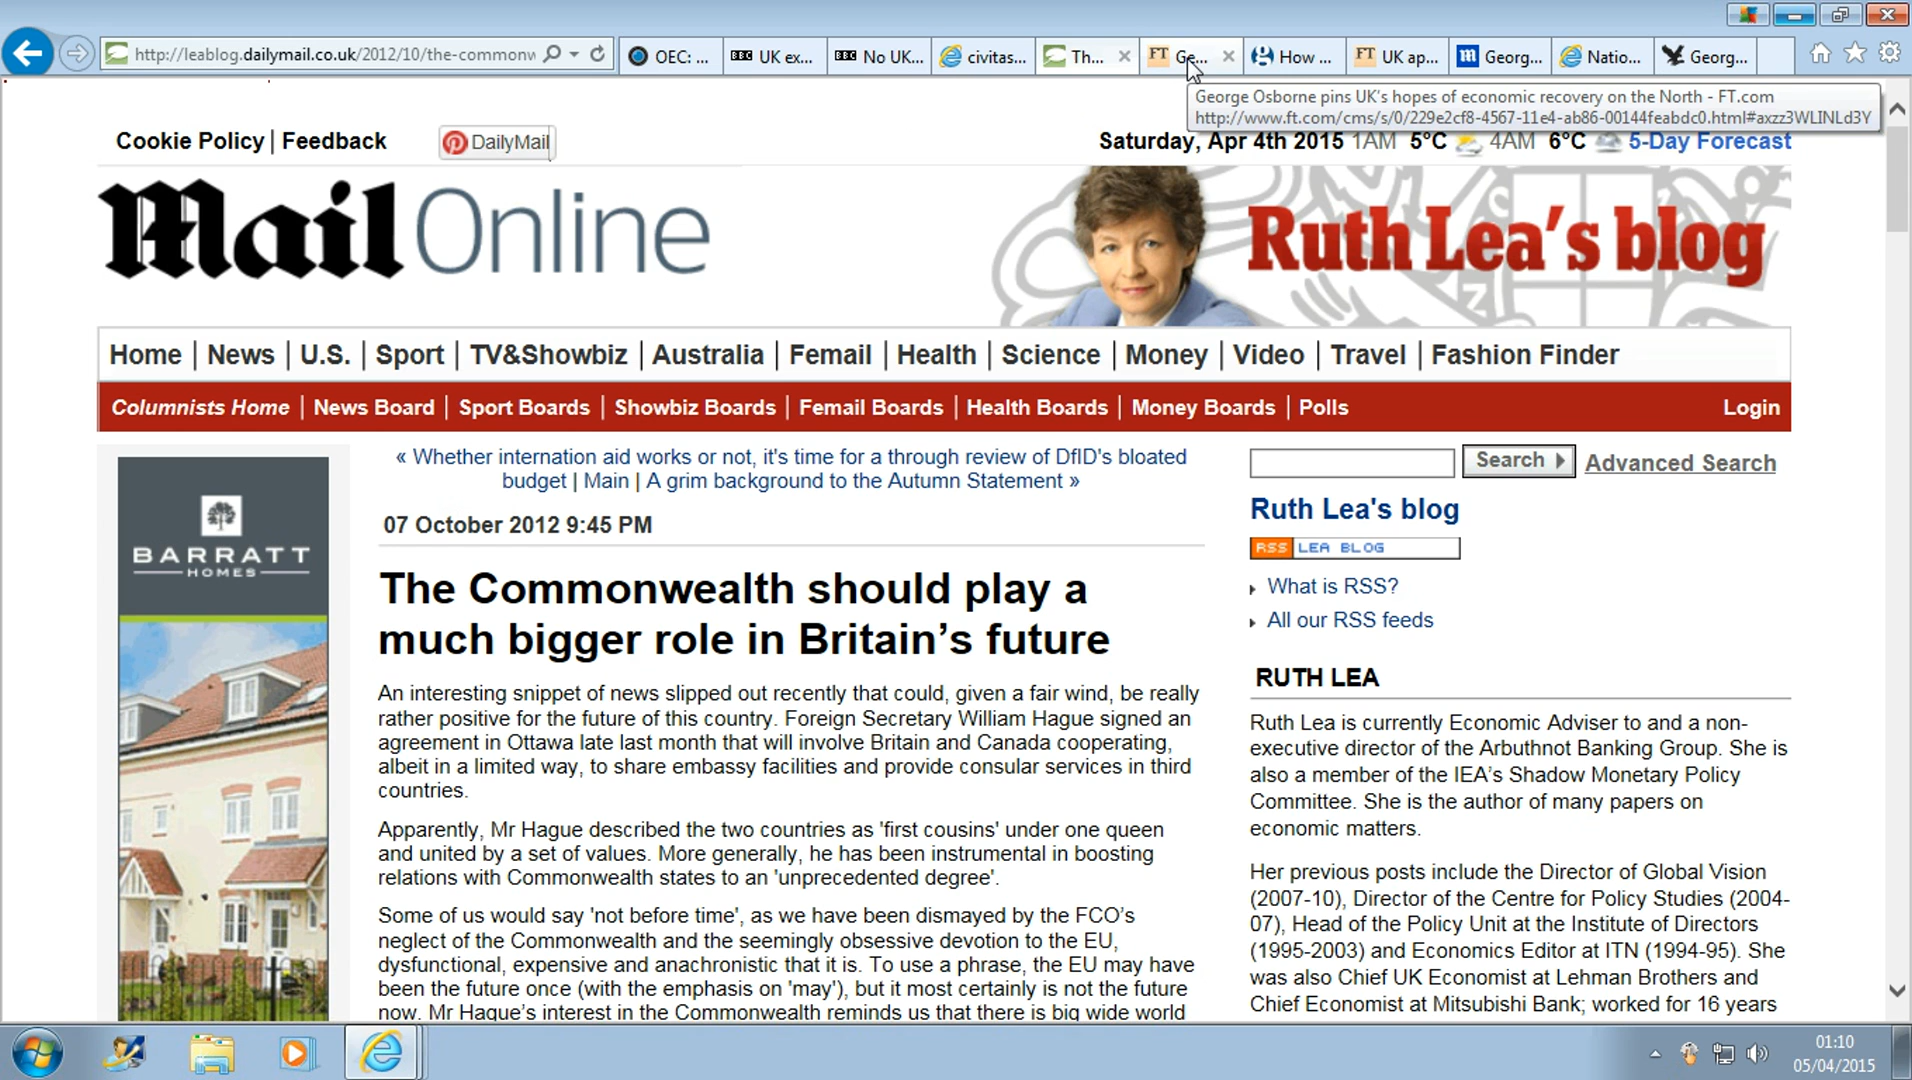 http://leablog.dailymail.co.uk/2012/10/the-commonw
OEC: ...
BBC UK ex...
BBC No UK...
civitas...
Th...
FT Ge...
How ...
FT UK ap...
m Georg...
Natio...
Georg...
George Osborne pins UK's hopes of economic recovery on the North - FT.com
http://www.ft.com/cms/s/0/229e2cf8-4567-11e4-ab86-00144feabdc0.html#axzz3WLINLd3Y
Cookie Policy | Feedback
DailyMail
Saturday, Apr 4th 2015 1AM 5°C 4AM 6°C 5-Day Forecast
Mail Online
Ruth Lea's blog
Home | News | U.S. | Sport | TV&Showbiz | Australia | Femail | Health | Science | Money | Video | Travel | Fashion Finder
Columnists Home | News Board | Sport Boards | Showbiz Boards | Femail Boards | Health Boards | Money Boards | Polls
Login
BARRATT
HOMES
« Whether internation aid works or not, it's time for a through review of DfID's bloated
budget | Main | A grim background to the Autumn Statement »
07 October 2012 9:45 PM
The Commonwealth should play a
much bigger role in Britain’s future
An interesting snippet of news slipped out recently that could, given a fair wind, be really
rather positive for the future of this country. Foreign Secretary William Hague signed an
agreement in Ottawa late last month that will involve Britain and Canada cooperating,
albeit in a limited way, to share embassy facilities and provide consular services in third
countries.
Apparently, Mr Hague described the two countries as 'first cousins' under one queen
and united by a set of values. More generally, he has been instrumental in boosting
relations with Commonwealth states to an 'unprecedented degree'.
Some of us would say 'not before time', as we have been dismayed by the FCO’s
neglect of the Commonwealth and the seemingly obsessive devotion to the EU,
dysfunctional, expensive and anachronistic that it is. To use a phrase, the EU may have
been the future once (with the emphasis on 'may'), but it most certainly is not the future
now. Mr Hague’s interest in the Commonwealth reminds us that there is big wide world
Search
Advanced Search
Ruth Lea's blog
RSS LEA BLOG
What is RSS?
All our RSS feeds
RUTH LEA
Ruth Lea is currently Economic Adviser to and a non-
executive director of the Arbuthnot Banking Group. She is
also a member of the IEA’s Shadow Monetary Policy
Committee. She is the author of many papers on
economic matters.
Her previous posts include the Director of Global Vision
(2007-10), Director of the Centre for Policy Studies (2004-
07), Head of the Policy Unit at the Institute of Directors
(1995-2003) and Economics Editor at ITN (1994-95). She
was also Chief UK Economist at Lehman Brothers and
Chief Economist at Mitsubishi Bank; worked for 16 years
01:10
05/04/2015